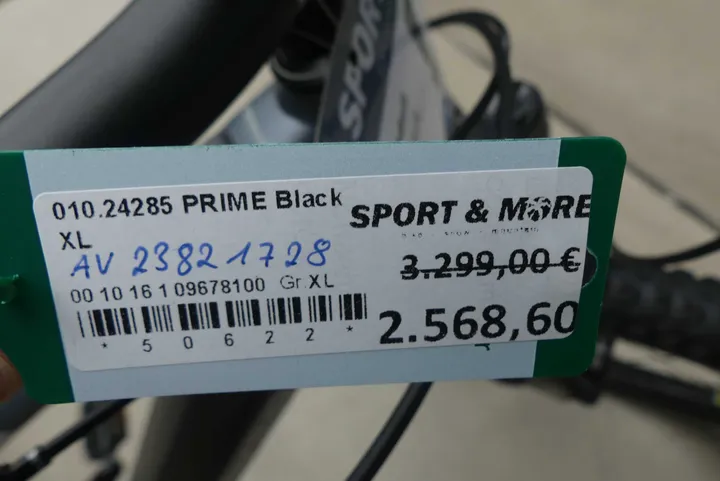 SPOR
010.24285 PRIME Black
XL
SPORT & MORE
AV 23821728
3.299,00 €
00 10 16 1 09678100 Gr.XL
2.568,60
* 5 0 6 2 2 *